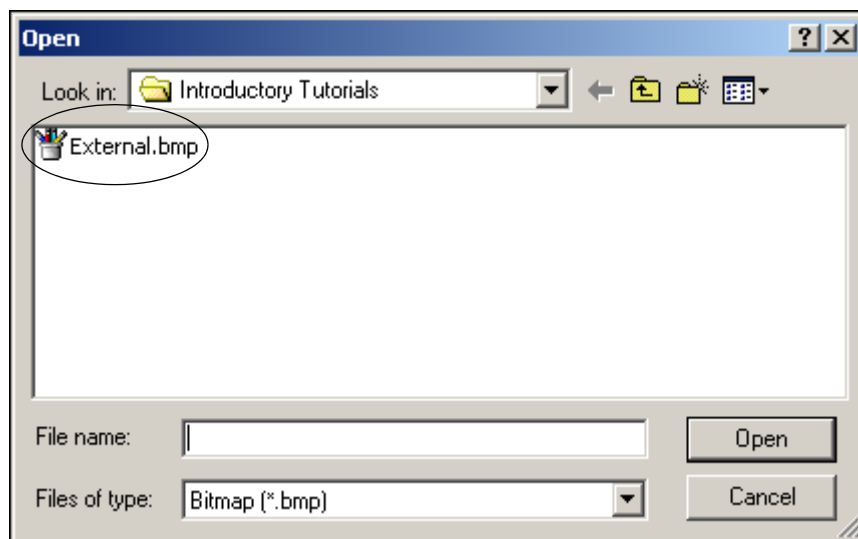 Open
Look in: Introductory Tutorials
External.bmp
File name: Open
Files of type: Bitmap (*.bmp) Cancel